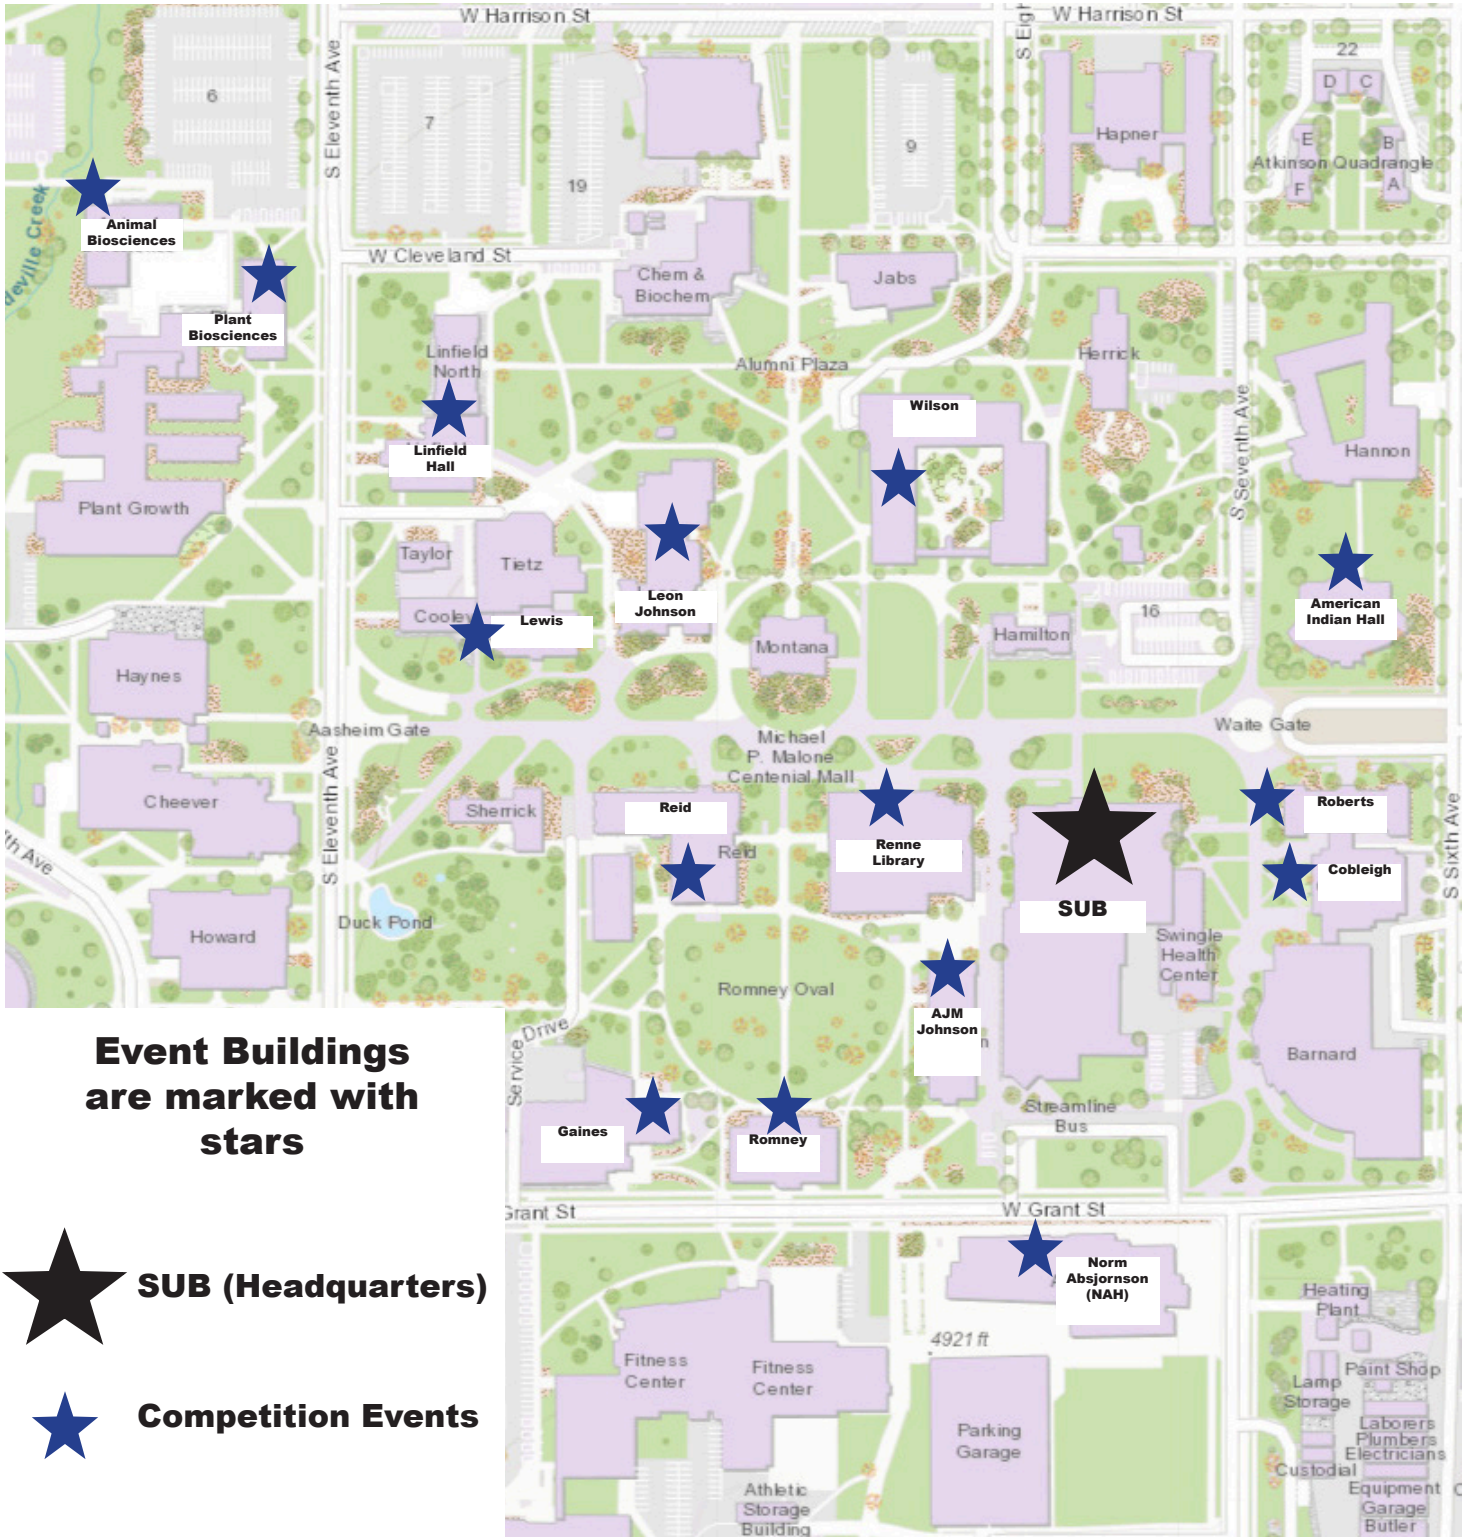 W Harrison St
W Harrison St
S Eigh
22
D
C
6
S Eleventh Ave
7
19
9
Hapner
E
B
Atkinson Quadrangle
F
A
deville Creek
Animal
Biosciences
W Cleveland St
Chem &
Biochem
Jabs
Plant
Biosciences
Linfield
North
Alumni Plaza
Herrick
S Seventh Ave
Wilson
Linfield
Hall
Hannon
Plant Growth
Taylor
Tietz
Leon
Johnson
American
Indian Hall
16
Cooley
Lewis
Hamilton
Montana
Haynes
Aasheim Gate
Waite Gate
Michael
P. Malone
Centenial Mall
S Eleventh Ave
Cheever
Sherrick
Reid
Reid
Renne
Library
Roberts
Cobleigh
S Sixth Ave
fth Ave
SUB
Duck Pond
Howard
Swingle
Health
Center
Romney Oval
AJM
Johnson
n
Service Drive
Barnard
Streamline
Bus
Gaines
Romney
Grant St
W Grant St
Norm
Absjornson
(NAH)
Heating
Plant
4921 ft
Fitness
Center
Fitness
Center
Paint Shop
Lamp
Storage
Parking
Garage
Laborers
Plumbers
Electricians
Custodial
Equipment
Garage
Butler
Athletic
Storage
Building
Event Buildings
are marked with
stars
SUB (Headquarters)
Competition Events